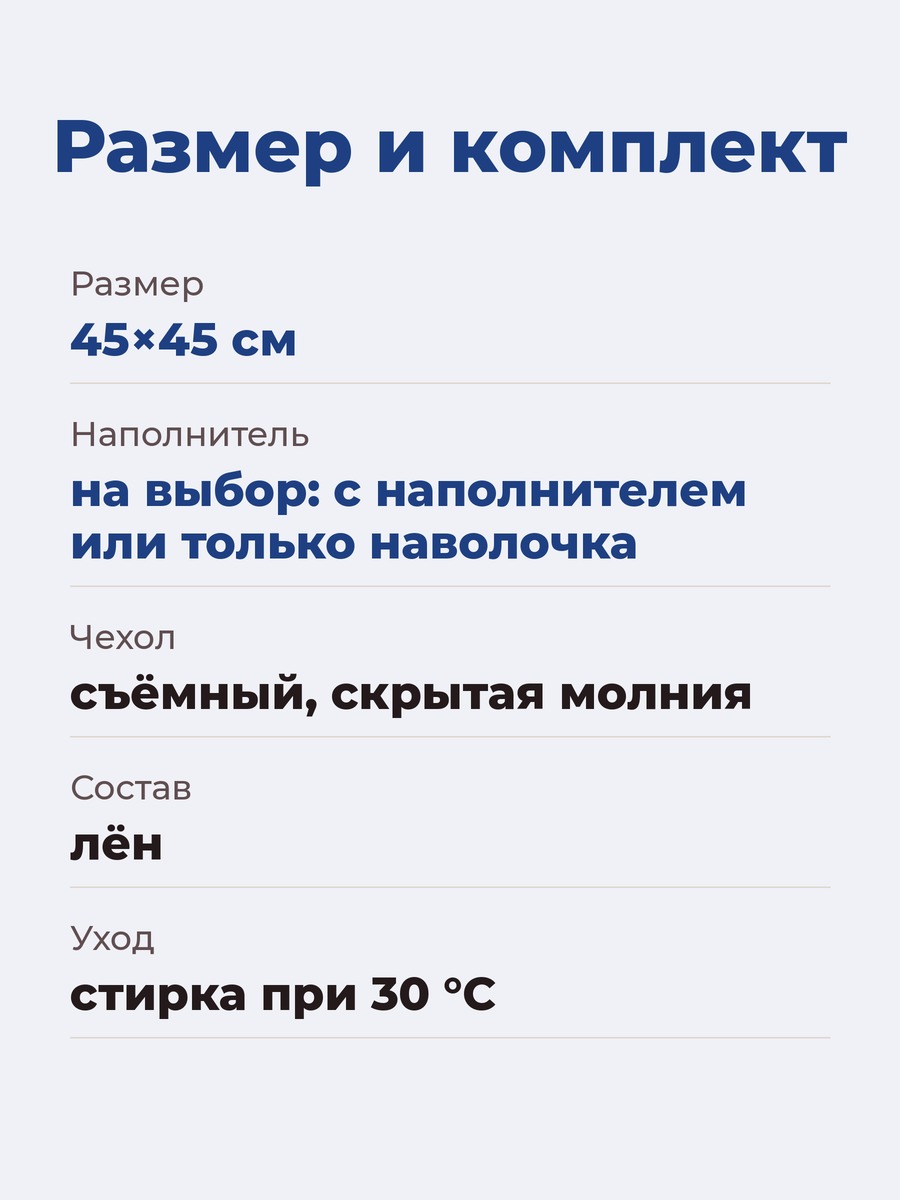 Размер и комплект
Размер
45×45 см
Наполнитель
на выбор: с наполнителем
или только наволочка
Чехол
съёмный, скрытая молния
Состав
лён
Уход
стирка при 30 °C